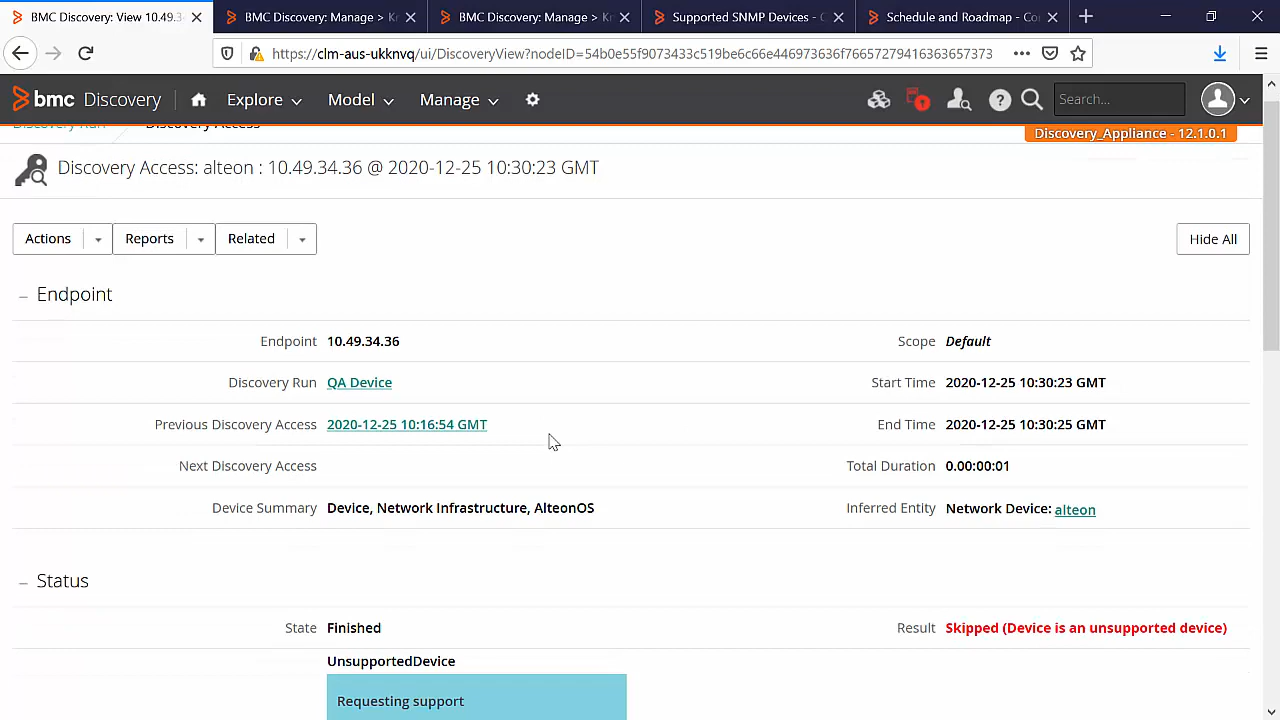 BMC Discovery: View 10.49.3
BMC Discovery: Manage > Kr
BMC Discovery: Manage > Kr
Supported SNMP Devices - C
Schedule and Roadmap - Co
https://clm-aus-ukknvq/ui/DiscoveryView?nodeID=54b0e55f9073433c519be6c66e446973636f76657279416363657373
bmc Discovery
Explore
Model
Manage
Search...
Discovery Run
Discovery Access
Discovery_Appliance - 12.1.0.1
Discovery Access: alteon : 10.49.34.36 @ 2020-12-25 10:30:23 GMT
Actions
Reports
Related
Hide All
Endpoint
Endpoint 10.49.34.36
Scope Default
Discovery Run QA Device
Start Time 2020-12-25 10:30:23 GMT
Previous Discovery Access 2020-12-25 10:16:54 GMT
End Time 2020-12-25 10:30:25 GMT
Next Discovery Access
Total Duration 0.00:00:01
Device Summary Device, Network Infrastructure, AlteonOS
Inferred Entity Network Device: alteon
Status
State Finished
Result Skipped (Device is an unsupported device)
UnsupportedDevice
Requesting support